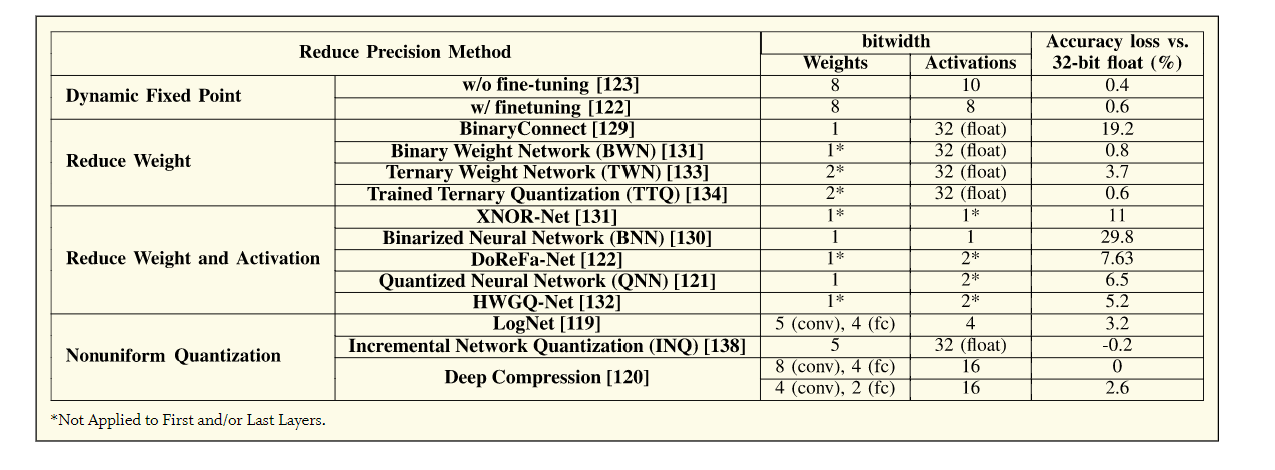 Reduce Precision Method bitwidth Accuracy loss vs. 32-bit float (%)
Weights Activations
Dynamic Fixed Point w/o fine-tuning [123] 8 10 0.4
w/ finetuning [122] 8 8 0.6
Reduce Weight BinaryConnect [129] 1 32 (float) 19.2
Binary Weight Network (BWN) [131] 1* 32 (float) 0.8
Ternary Weight Network (TWN) [133] 2* 32 (float) 3.7
Trained Ternary Quantization (TTQ) [134] 2* 32 (float) 0.6
Reduce Weight and Activation XNOR-Net [131] 1* 1* 11
Binarized Neural Network (BNN) [130] 1 1 29.8
DoReFa-Net [122] 1* 2* 7.63
Quantized Neural Network (QNN) [121] 1 2* 6.5
HWGQ-Net [132] 1* 2* 5.2
Nonuniform Quantization LogNet [119] 5 (conv), 4 (fc) 4 3.2
Incremental Network Quantization (INQ) [138] 5 32 (float) -0.2
Deep Compression [120] 8 (conv), 4 (fc) 16 0
4 (conv), 2 (fc) 16 2.6
*Not Applied to First and/or Last Layers.